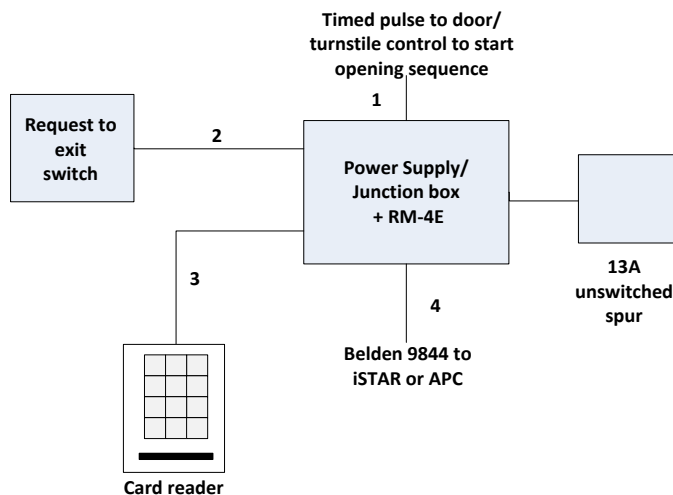 Timed pulse to door/
turnstile control to start
opening sequence
1
Request to
exit
switch
2
Power Supply/
Junction box
+ RM-4E
13A
unswitched
spur
3
4
Belden 9844 to
iSTAR or APC
Card reader